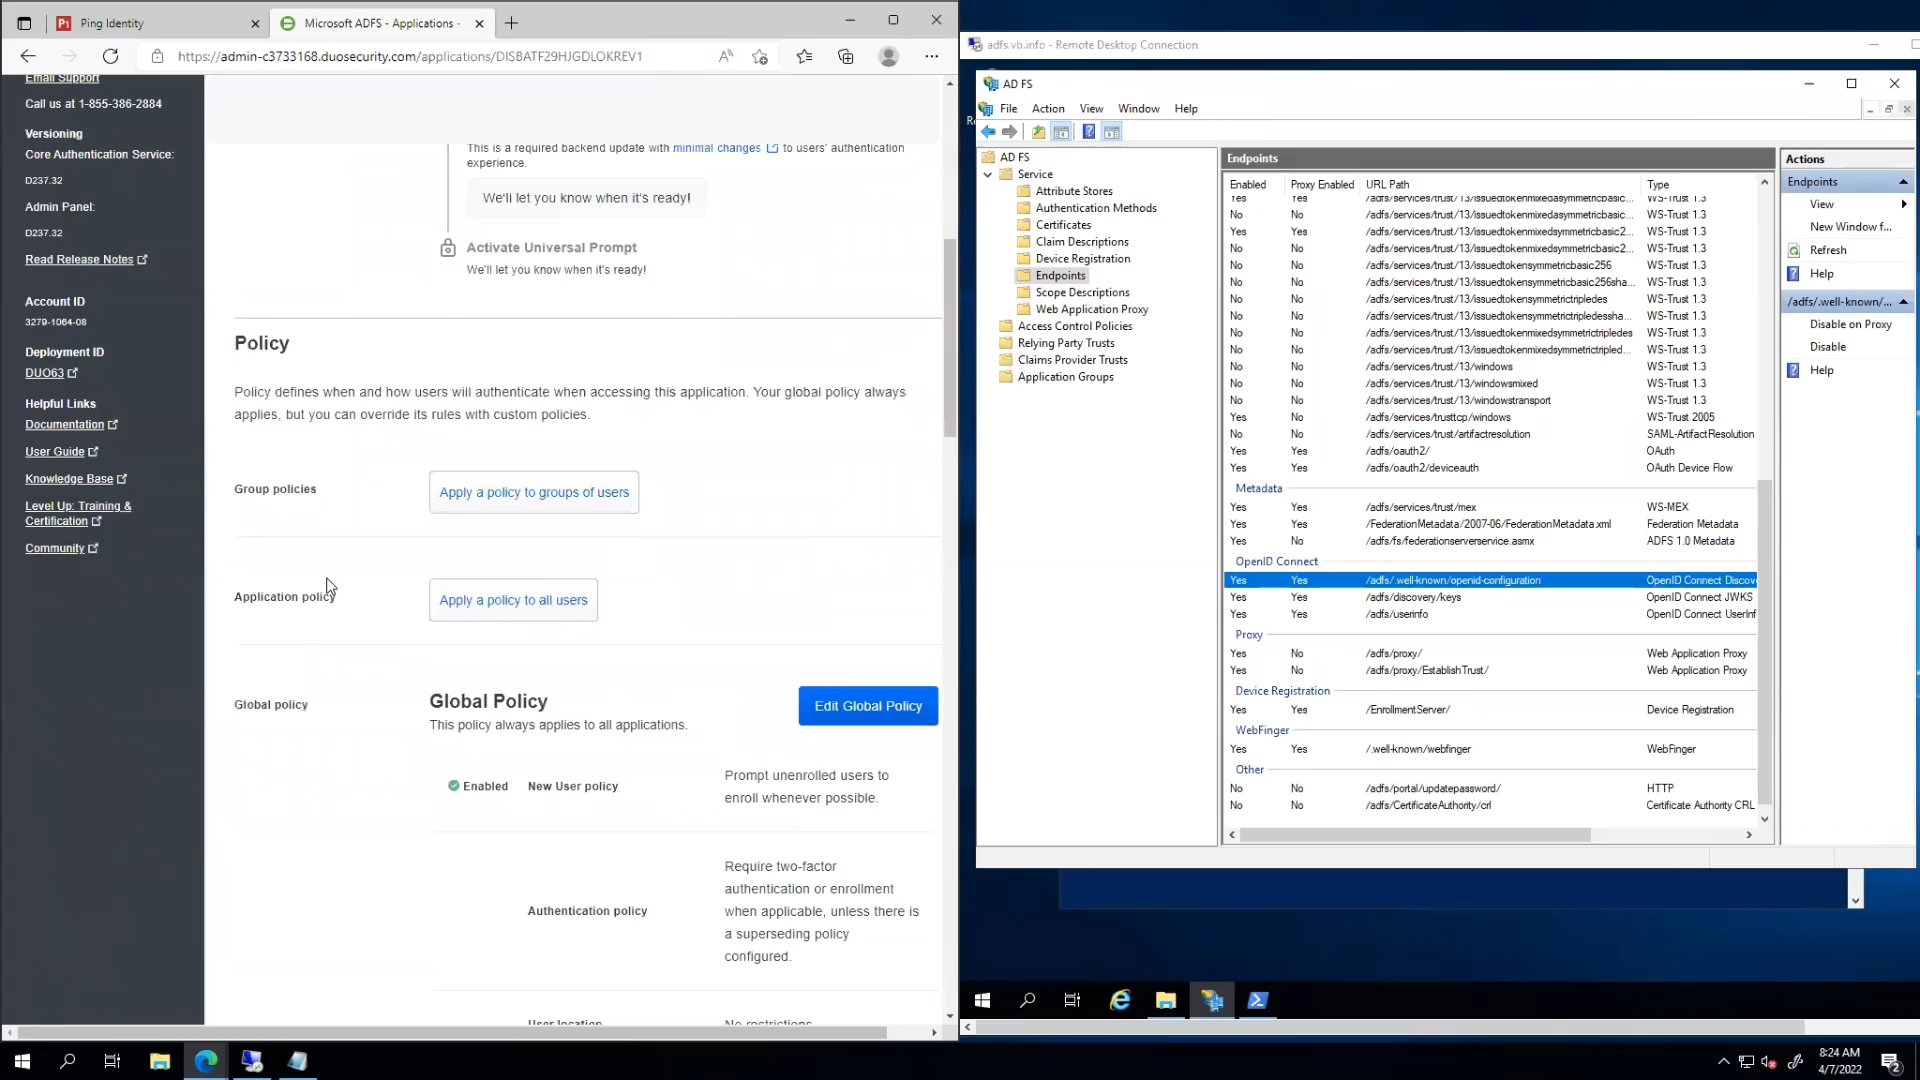 Ping Identity
Microsoft ADFS - Applications -
https://admin-c3733168.duosecurity.com/applications/DISBATF29HJGDLOKREV1
Email Support
Call us at 1-855-386-2884
Versioning
Core Authentication Service:
D237.32
Admin Panel:
D237.32
Read Release Notes
Account ID
3279-1064-08
Deployment ID
DUO63
Helpful Links
Documentation
User Guide
Knowledge Base
Level Up: Training &
Certification
Community
This is a required backend update with minimal changes to users' authentication
experience.
We'll let you know when it's ready!
Activate Universal Prompt
We'll let you know when it's ready!
Policy
Policy defines when and how users will authenticate when accessing this application. Your global policy always
applies, but you can override its rules with custom policies.
Group policies
Apply a policy to groups of users
Application policy
Apply a policy to all users
Global policy
Global Policy
This policy always applies to all applications.
Edit Global Policy
Enabled New User policy
Prompt unenrolled users to
enroll whenever possible.
Authentication policy
Require two-factor
authentication or enrollment
when applicable, unless there is
a superseding policy
configured.
User location No restrictions
adfs.vb.info - Remote Desktop Connection
AD FS
File Action View Window Help
AD FS
Service
Attribute Stores
Authentication Methods
Certificates
Claim Descriptions
Device Registration
Endpoints
Scope Descriptions
Web Application Proxy
Access Control Policies
Relying Party Trusts
Claims Provider Trusts
Application Groups
Endpoints
Enabled Proxy Enabled URL Path Type
Yes Yes /adfs/services/trust/13/issuedtokenmixedasymmetricbasic... WS-Trust 1.3
No No /adfs/services/trust/13/issuedtokenmixedasymmetricbasic... WS-Trust 1.3
Yes Yes /adfs/services/trust/13/issuedtokenmixedsymmetricbasic2... WS-Trust 1.3
No No /adfs/services/trust/13/issuedtokenmixedsymmetricbasic2... WS-Trust 1.3
No No /adfs/services/trust/13/issuedtokensymmetricbasic256 WS-Trust 1.3
No No /adfs/services/trust/13/issuedtokensymmetricbasic256sha... WS-Trust 1.3
No No /adfs/services/trust/13/issuedtokensymmetrictripledes WS-Trust 1.3
No No /adfs/services/trust/13/issuedtokensymmetrictripledessha... WS-Trust 1.3
No No /adfs/services/trust/13/issuedtokenmixedsymmetrictripledes WS-Trust 1.3
No No /adfs/services/trust/13/issuedtokenmixedsymmetrictripled... WS-Trust 1.3
No No /adfs/services/trust/13/windows WS-Trust 1.3
No No /adfs/services/trust/13/windowsmixed WS-Trust 1.3
No No /adfs/services/trust/13/windowstransport WS-Trust 1.3
Yes No /adfs/services/trusttcp/windows WS-Trust 2005
No No /adfs/services/trust/artifactresolution SAML-ArtifactResolution
Yes Yes /adfs/oauth2/ OAuth
Yes Yes /adfs/oauth2/deviceauth OAuth Device Flow
Metadata
Yes Yes /adfs/services/trust/mex WS-MEX
Yes Yes /FederationMetadata/2007-06/FederationMetadata.xml Federation Metadata
Yes No /adfs/fs/federationserverservice.asmx ADFS 1.0 Metadata
OpenID Connect
Yes Yes /adfs/.well-known/openid-configuration OpenID Connect Discov
Yes Yes /adfs/discovery/keys OpenID Connect JWKS
Yes Yes /adfs/userinfo OpenID Connect UserInf
Proxy
Yes No /adfs/proxy/ Web Application Proxy
Yes No /adfs/proxy/EstablishTrust/ Web Application Proxy
Device Registration
Yes Yes /EnrollmentServer/ Device Registration
WebFinger
Yes Yes /.well-known/webfinger WebFinger
Other
No No /adfs/portal/updatepassword/ HTTP
No No /adfs/CertificateAuthority/crl Certificate Authority CRL
Actions
Endpoints
View
New Window f...
Refresh
Help
/adfs/.well-known/...
Disable on Proxy
Disable
Help
8:24 AM
4/7/2022
2